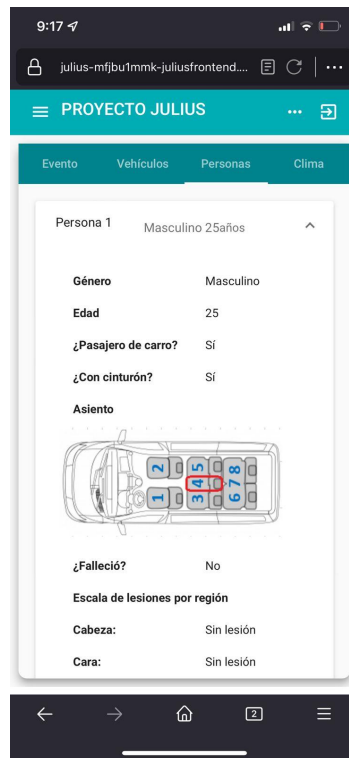 9:17
julius-mfjbu1mmk-juliusfrontend....
PROYECTO JULIUS
Evento Vehículos Personas Clima
Persona 1 Masculino 25años
Género Masculino
Edad 25
¿Pasajero de carro? Sí
¿Con cinturón? Sí
Asiento
2 5 8
4 7
1 3 6
¿Falleció? No
Escala de lesiones por región
Cabeza: Sin lesión
Cara: Sin lesión
2